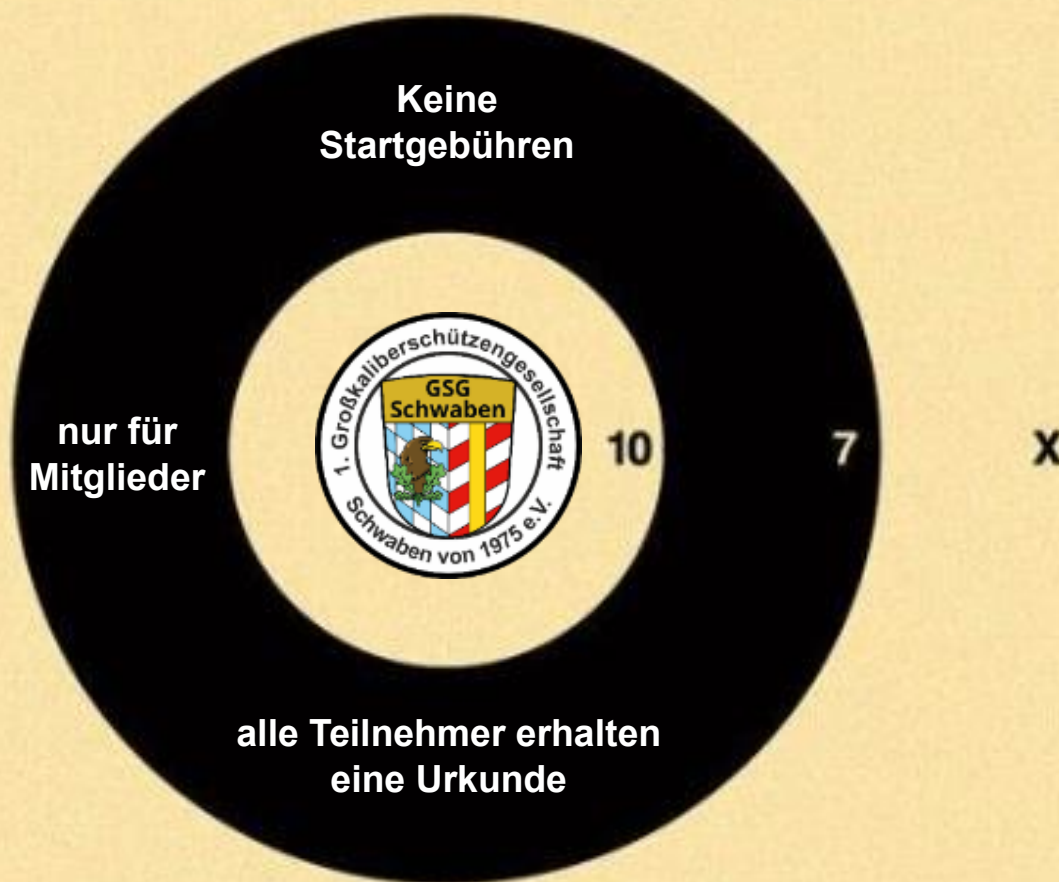 Keine
Startgebühren
1. Großkaliberschützengesellschaft
GSG
Schwaben
Schwaben von 1975 e.V.
nur für
Mitglieder
10
7
X
alle Teilnehmer erhalten
eine Urkunde